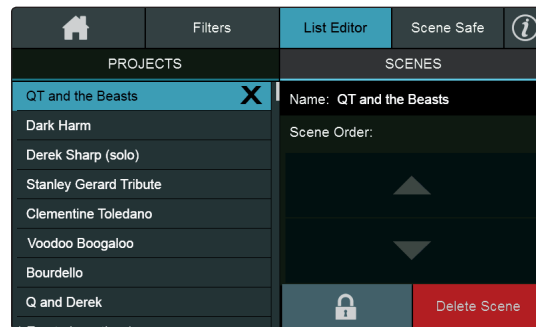 Filters
List Editor
Scene Safe
PROJECTS
SCENES
QT and the Beasts
X
Dark Harm
Derek Sharp (solo)
Stanley Gerard Tribute
Clementine Toledano
Voodoo Boogaloo
Bourdello
Q and Derek
Name: QT and the Beasts
Scene Order:
Delete Scene